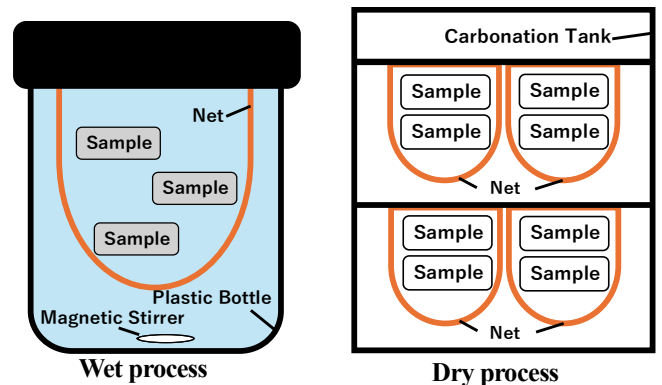 Net
Sample
Sample
Sample
Plastic Bottle
Magnetic Stirrer
Wet process
Carbonation Tank
Sample
Sample
Sample
Sample
Net
Sample
Sample
Sample
Sample
Net
Dry process